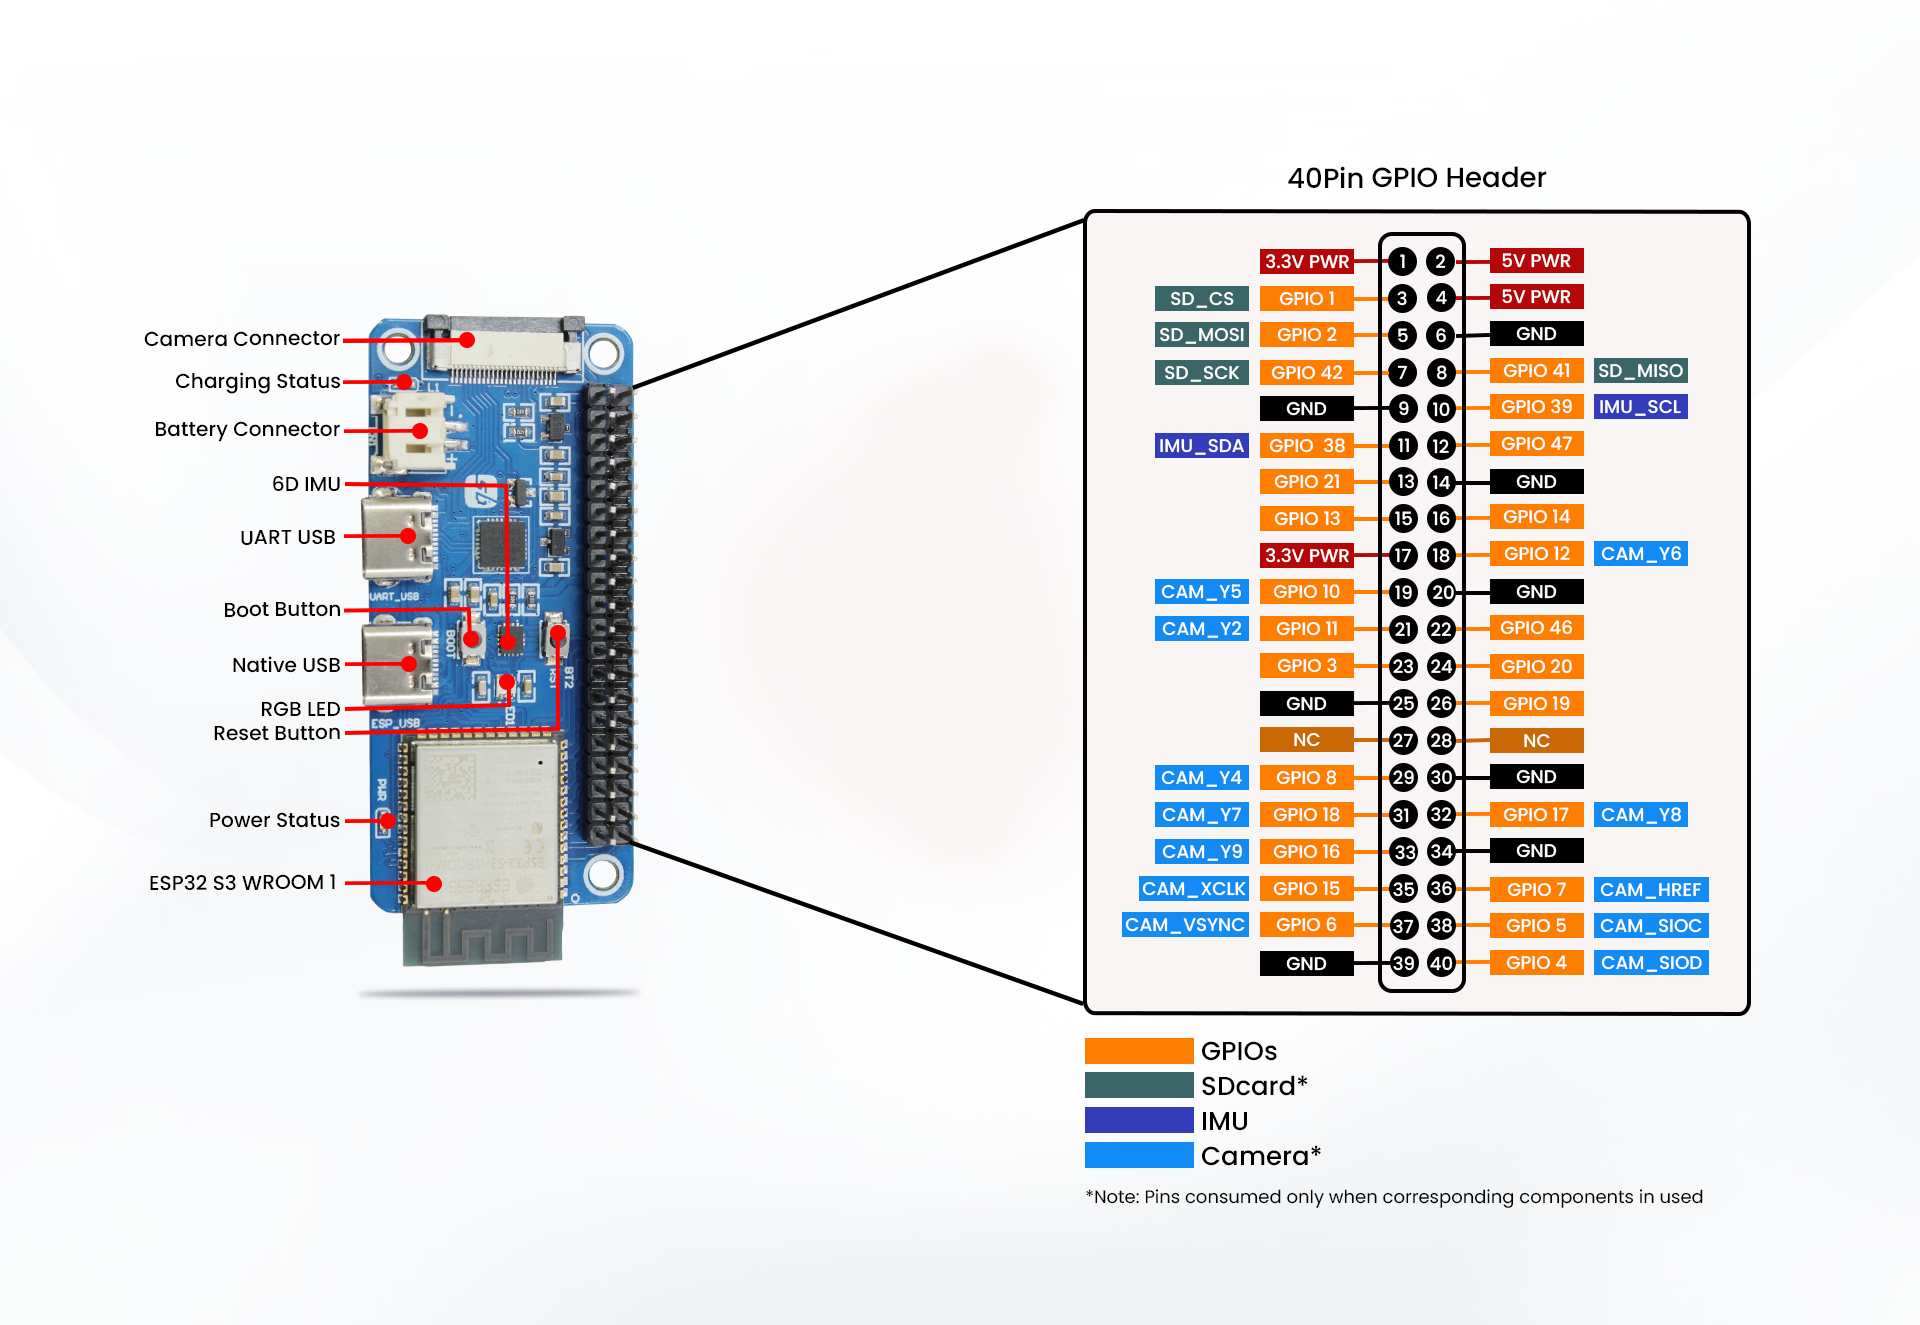 40Pin GPIO Header
Camera Connector
Charging Status
Battery Connector
6D IMU
UART USB
Boot Button
Native USB
RGB LED
Reset Button
Power Status
ESP32 S3 WROOM 1
L1
UART_USB
BOOT
RST
BT2
ESP_USB
PWR
3.3V PWR 1 2 5V PWR
SD_CS GPIO 1 3 4 5V PWR
SD_MOSI GPIO 2 5 6 GND
SD_SCK GPIO 42 7 8 GPIO 41 SD_MISO
GND 9 10 GPIO 39 IMU_SCL
IMU_SDA GPIO 38 11 12 GPIO 47
GPIO 21 13 14 GND
GPIO 13 15 16 GPIO 14
3.3V PWR 17 18 GPIO 12 CAM_Y6
CAM_Y5 GPIO 10 19 20 GND
CAM_Y2 GPIO 11 21 22 GPIO 46
GPIO 3 23 24 GPIO 20
GND 25 26 GPIO 19
NC 27 28 NC
CAM_Y4 GPIO 8 29 30 GND
CAM_Y7 GPIO 18 31 32 GPIO 17 CAM_Y8
CAM_Y9 GPIO 16 33 34 GND
CAM_XCLK GPIO 15 35 36 GPIO 7 CAM_HREF
CAM_VSYNC GPIO 6 37 38 GPIO 5 CAM_SIOC
GND 39 40 GPIO 4 CAM_SIOD
GPIOs
SDcard*
IMU
Camera*
*Note: Pins consumed only when corresponding components in used